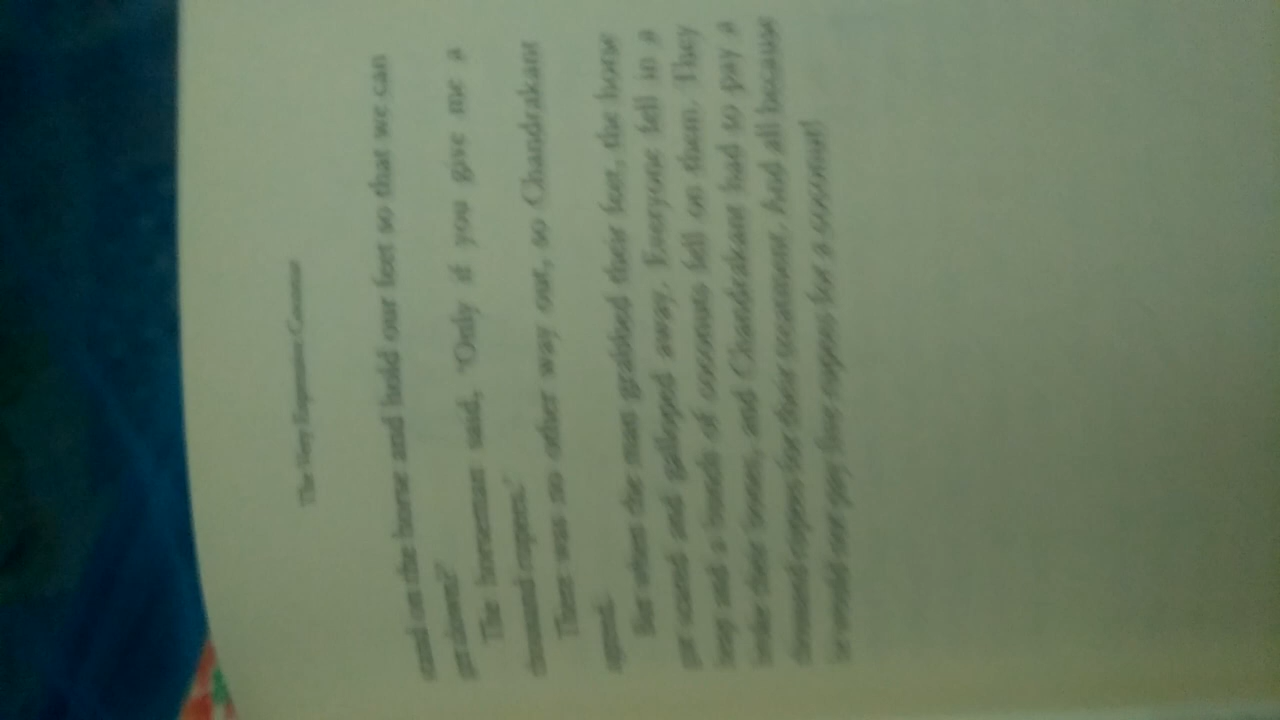 The Very Expensive Coconut
stand on the horse and hold our feet so that we can
get down?'
The horseman said, 'Only if you give me a
thousand rupees.'
There was no other way out, so Chandrakant
agreed.
But when the man grabbed their feet, the horse
got scared and galloped away. Everyone fell in a
heap and a bunch of coconuts fell on them. They
broke their bones, and Chandrakant had to pay a
thousand rupees for their treatment. And all because
he would not pay four rupees for a coconut!